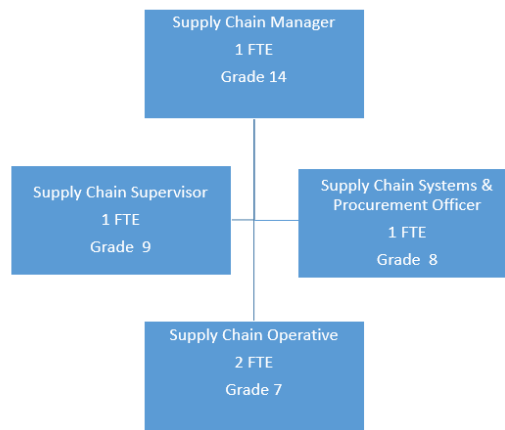 Supply Chain Manager
1 FTE
Grade 14
Supply Chain Supervisor
1 FTE
Grade  9
Supply Chain Systems &
Procurement Officer
1 FTE
Grade  8
Supply Chain Operative
2 FTE
Grade 7